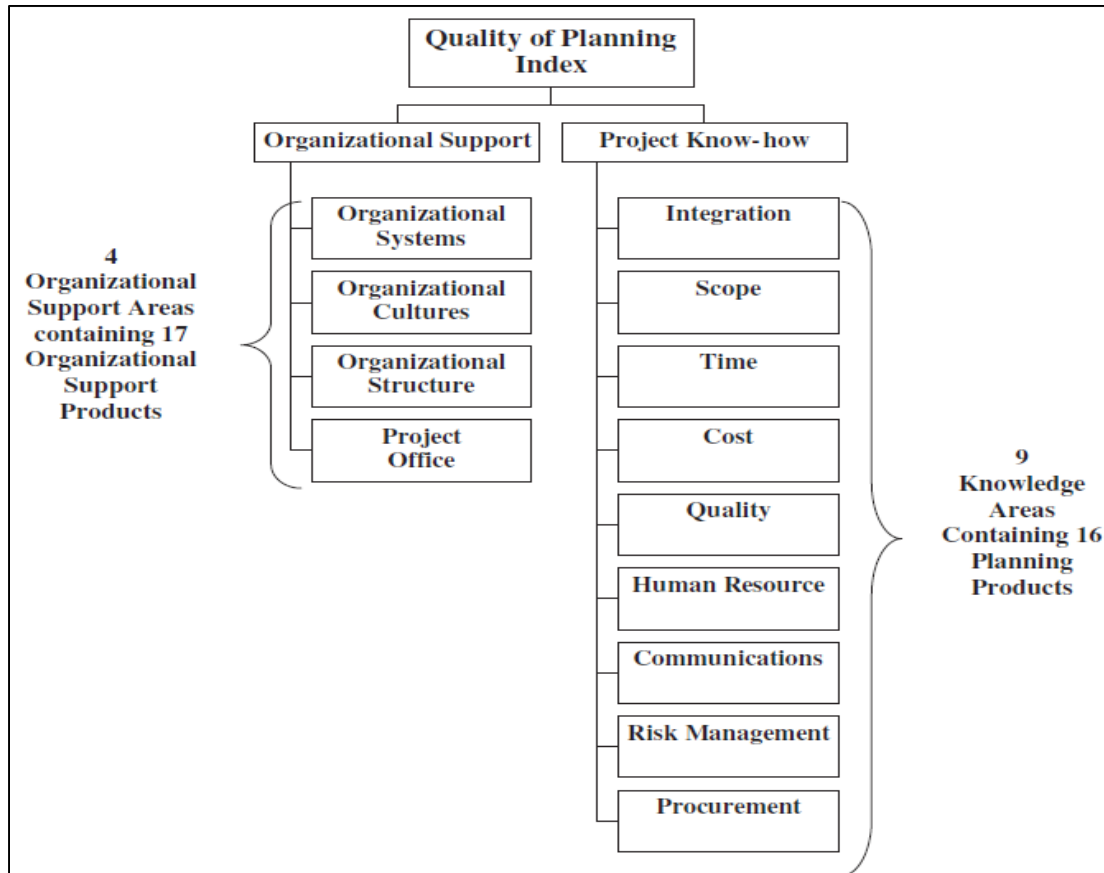 Quality of Planning
Index
Organizational Support
Project Know-how
4
Organizational
Support Areas
containing 17
Organizational
Support
Products
Organizational
Systems
Organizational
Cultures
Organizational
Structure
Project
Office
Integration
Scope
Time
Cost
Quality
Human Resource
Communications
Risk Management
Procurement
9
Knowledge
Areas
Containing 16
Planning
Products